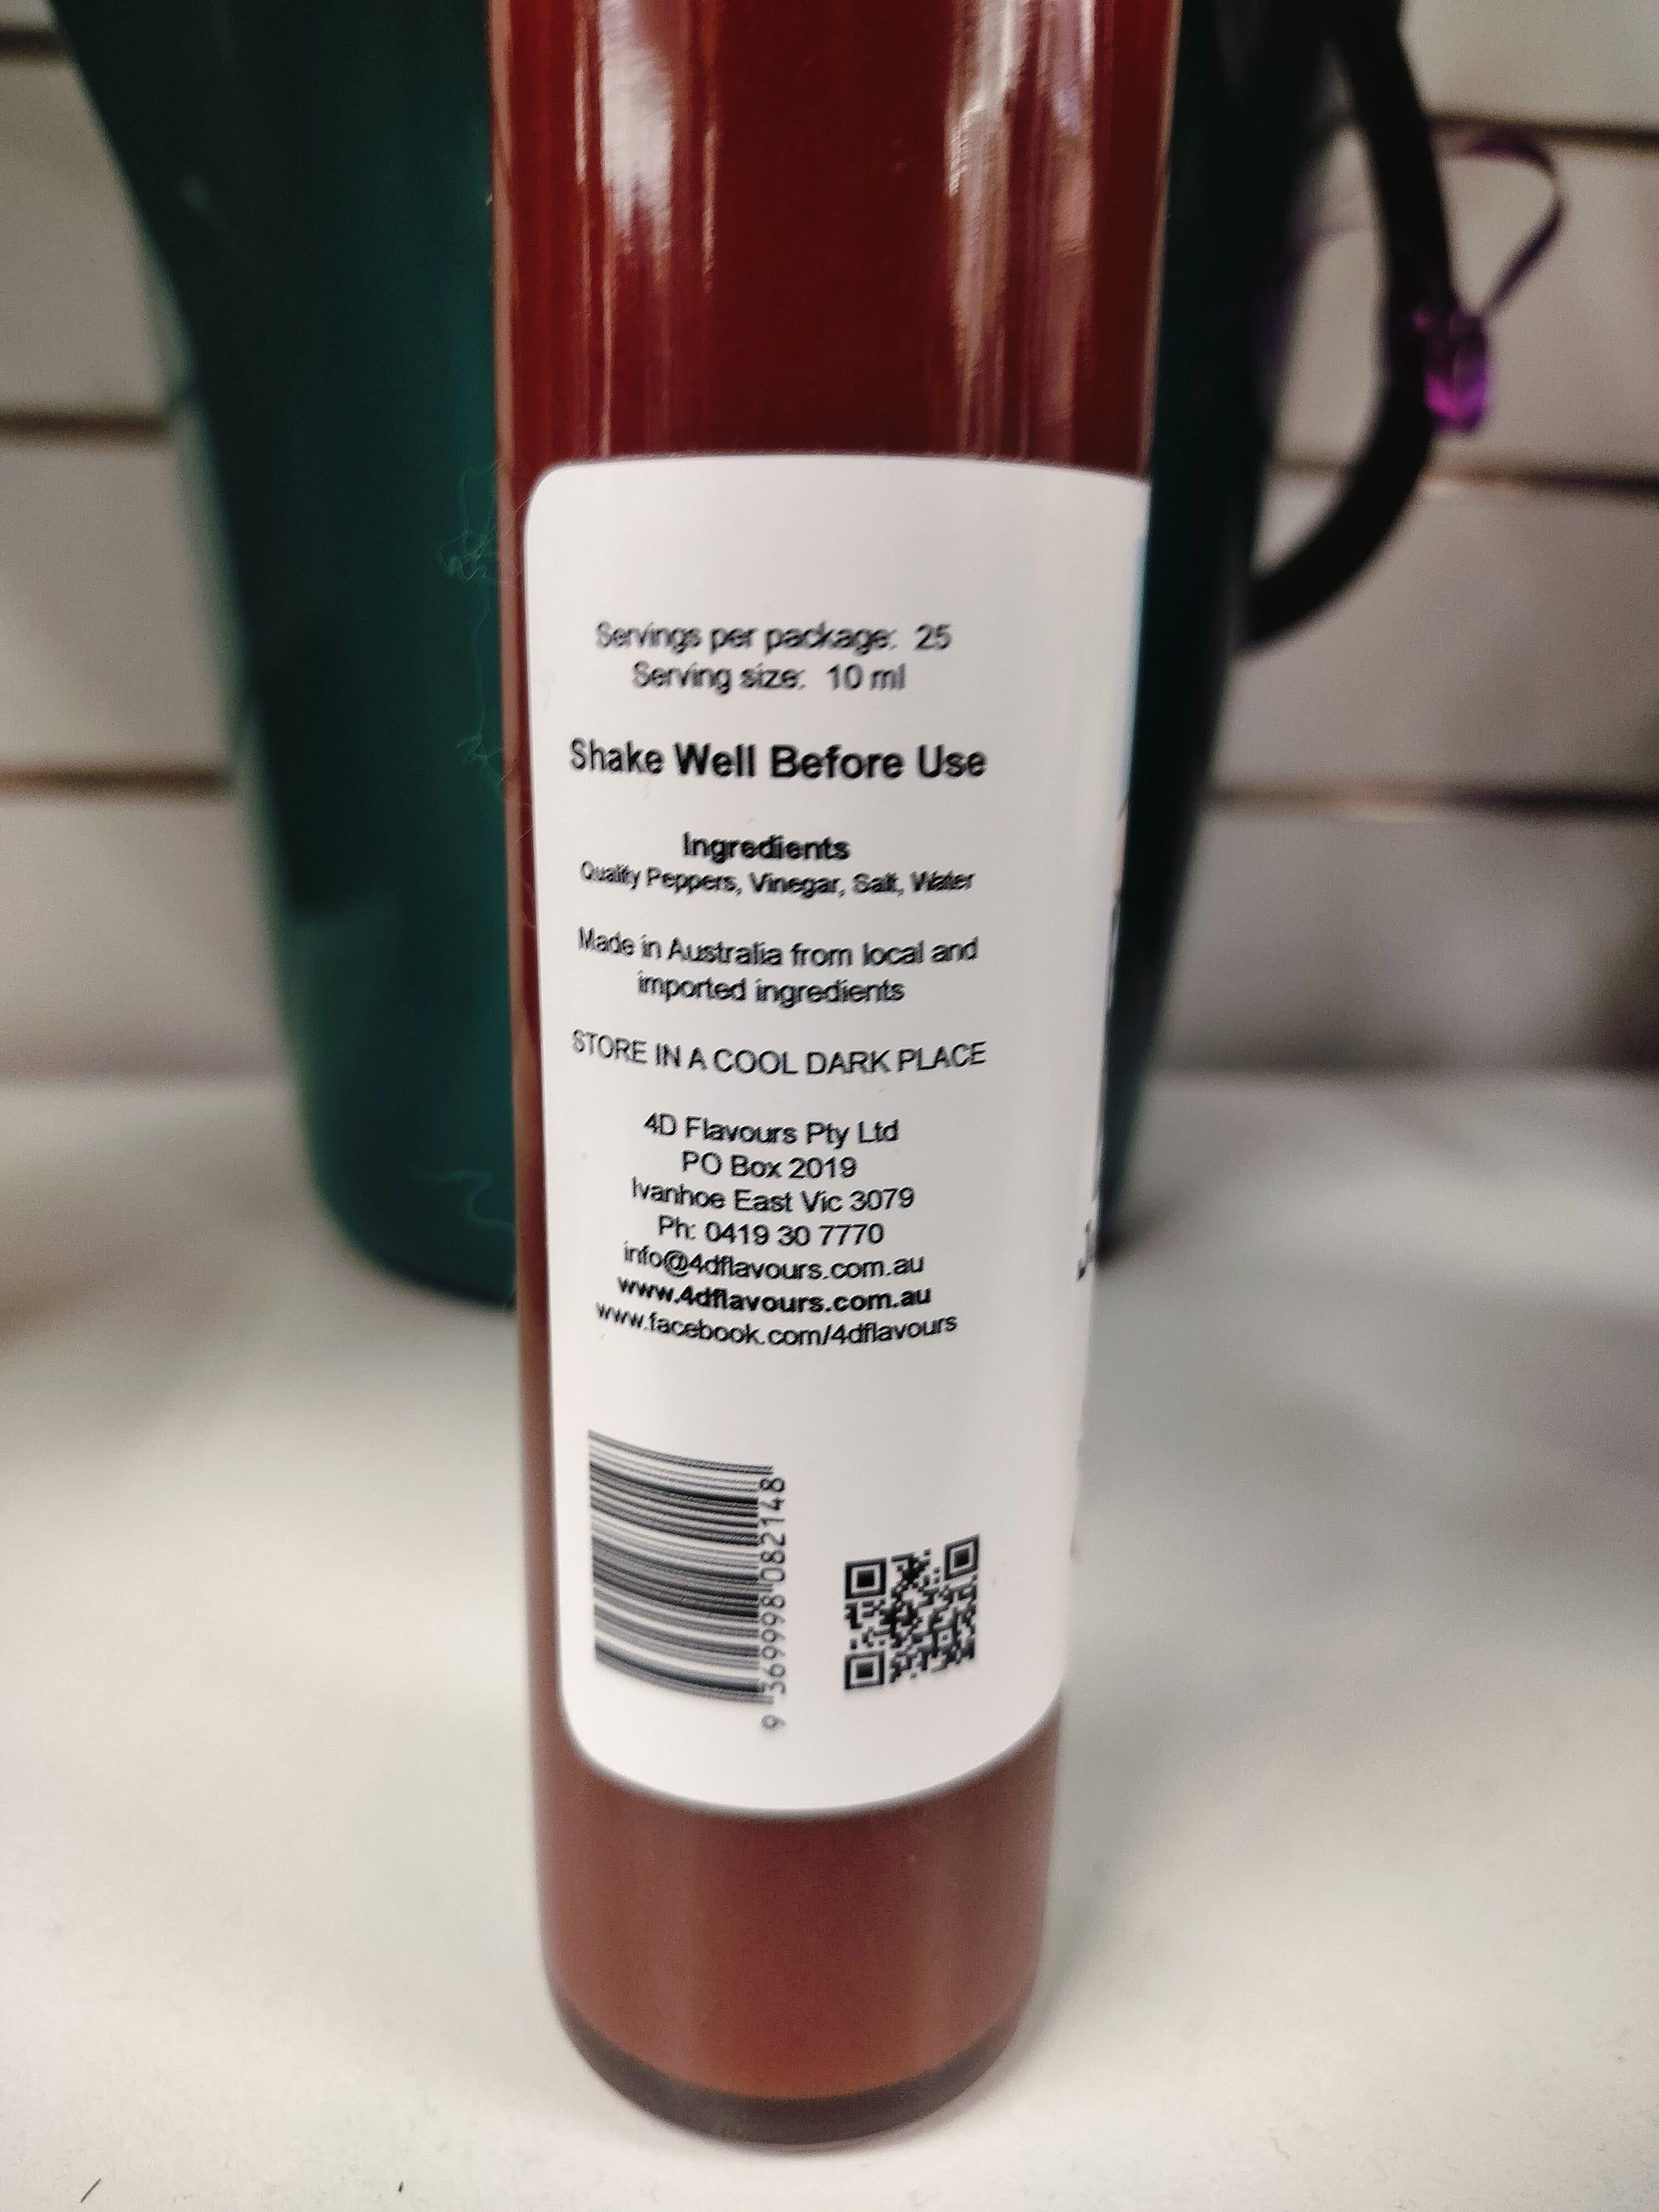 Servings per package: 25
Serving size: 10 ml
Shake Well Before Use
Ingredients
Quality Peppers, Vinegar, Salt, Water
Made in Australia from local and
imported ingredients
STORE IN A COOL DARK PLACE
4D Flavours Pty Ltd
PO Box 2019
Ivanhoe East Vic 3079
Ph: 0419 30 7770
info@4dflavours.com.au
www.4dflavours.com.au
www.facebook.com/4dflavours
9 369998 082148